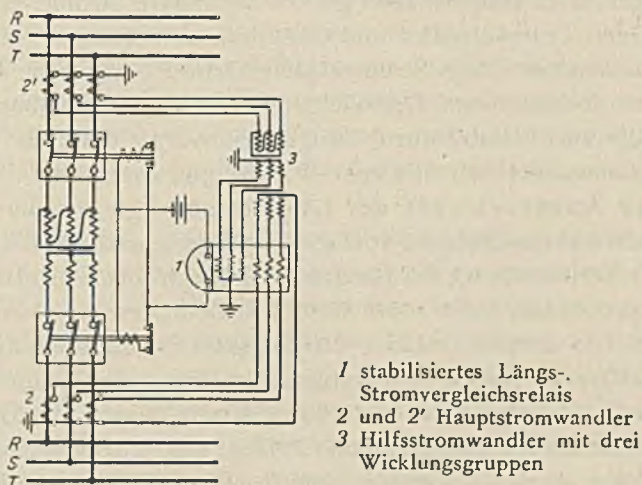 R
S
T
2'
3
1
2
R
S
T
1 stabilisiertes Längs-
Stromvergleichsrelais
2 und 2' Hauptstromwandler
3 Hilfsstromwandler mit drei
Wicklungsgruppen